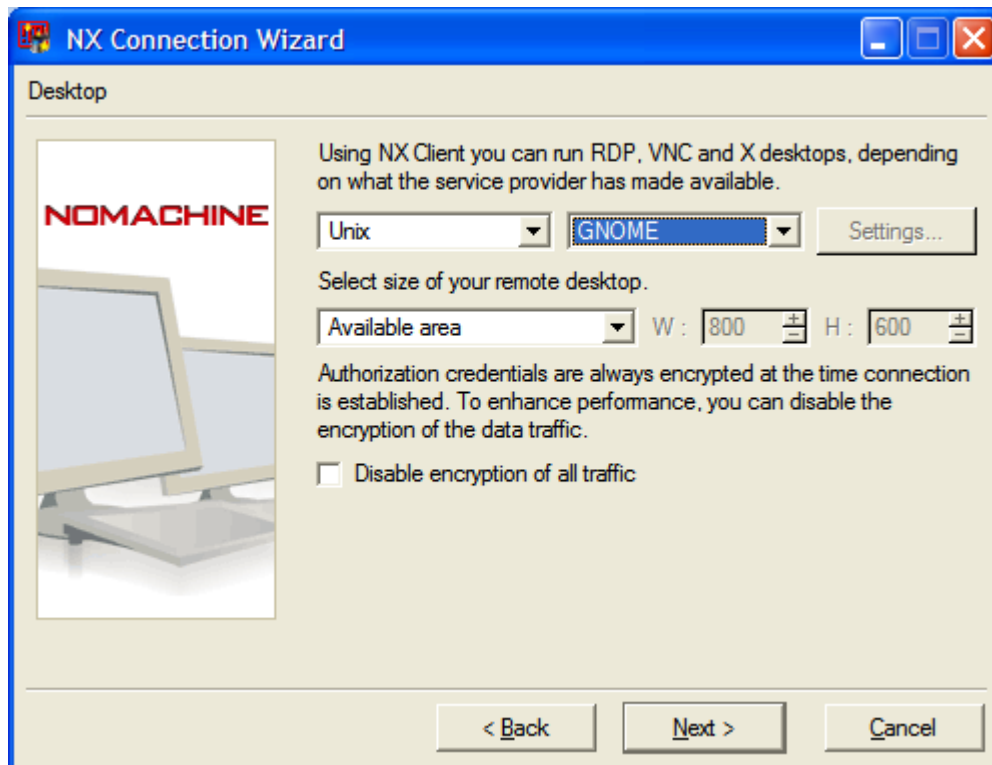 NX Connection Wizard
Desktop
NOMACHINE
Using NX Client you can run RDP, VNC and X desktops, depending
on what the service provider has made available.
Unix GNOME Settings...
Select size of your remote desktop.
Available area W : 800 H : 600
Authorization credentials are always encrypted at the time connection
is established. To enhance performance, you can disable the
encryption of the data traffic.
Disable encryption of all traffic
< Back Next > Cancel